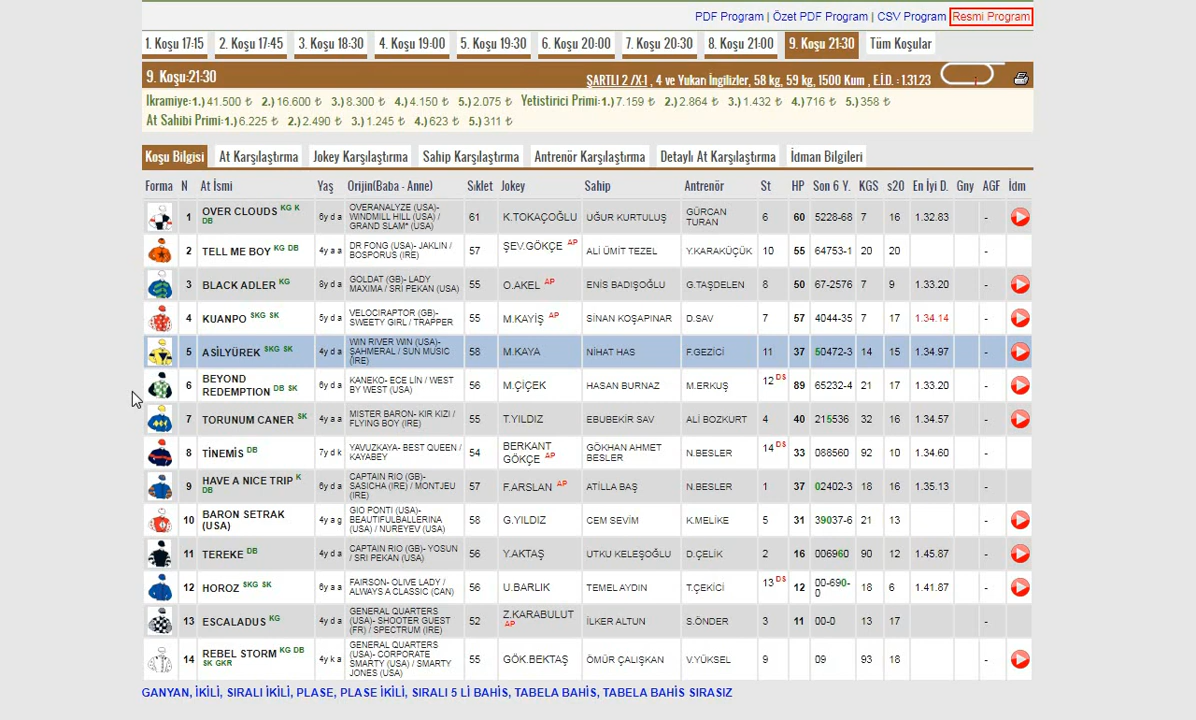 PDF Program | Özet PDF Program | CSV Program Resmi Program
1. Koşu 17:15 2. Koşu 17:45 3. Koşu 18:30 4. Koşu 19:00 5. Koşu 19:30 6. Koşu 20:00 7. Koşu 20:30 8. Koşu 21:00 9. Koşu 21:30 Tüm Koşular
9. Koşu:21:30 ŞARTLI 2 /X-1 , 4 ve Yukarı İngilizler, 58 kg, 59 kg, 1500 Kum , E.İ.D. : 1.31.23
İkramiye:1.) 41.500 ₺ 2.) 16.600 ₺ 3.) 8.300 ₺ 4.) 4.150 ₺ 5.) 2.075 ₺ Yetistirici Primi:1.) 7.159 ₺ 2.) 2.864 ₺ 3.) 1.432 ₺ 4.) 716 ₺ 5.) 358 ₺
At Sahibi Primi:1.) 6.225 ₺ 2.) 2.490 ₺ 3.) 1.245 ₺ 4.) 623 ₺ 5.) 311 ₺
Koşu Bilgisi At Karşılaştırma Jokey Karşılaştırma Sahip Karşılaştırma Antrenör Karşılaştırma Detaylı At Karşılaştırma İdman Bilgileri
Forma N At İsmi Yaş Orijin(Baba - Anne) Sıklet Jokey Sahip Antrenör St HP Son 6 Y. KGS s20 En İyi D. Gny AGF İdm
1 OVER CLOUDS KG K DB 6y d a OVERANALYZE (USA)- WINDMILL HILL (USA) / GRAND SLAM* (USA) 61 K.TOKAÇOĞLU UĞUR KURTULUŞ GÜRCAN TURAN 6 60 5228-68 7 16 1.32.83 -
2 TELL ME BOY KG DB 4y a a DR FONG (USA)- JAKLIN / BOSPORUS (IRE) 57 ŞEV.GÖKÇE AP ALİ ÜMİT TEZEL Y.KARAKÜÇÜK 10 55 64753-1 20 20 -
3 BLACK ADLER KG 8y d a GOLDAT (GB)- LADY MAXIMA / SRI PEKAN (USA) 55 O.AKEL AP ENİS BADIŞOĞLU G.TAŞDELEN 8 50 67-2576 7 9 1.33.20 -
4 KUANPO SKG SK 5y d a VELOCIRAPTOR (GB)- SWEETY GIRL / TRAPPER 55 M.KAYİŞ AP SİNAN KOŞAPINAR D.SAV 7 57 4044-35 7 17 1.34.14 -
5 ASİLYÜREK SKG SK 4y d a WIN RIVER WIN (USA)- ŞAHMERAL / SUN MUSIC (IRE) 58 M.KAYA NİHAT HAS F.GEZİCİ 11 37 50472-3 14 15 1.34.97 -
6 BEYOND REDEMPTION DB SK 6y d a KANEKO- ECE LİN / WEST BY WEST (USA) 56 M.ÇİÇEK HASAN BURNAZ M.ERKUŞ 12 DS 89 65232-4 21 17 1.33.20 -
7 TORUNUM CANER SK 4y a a MISTER BARON- KIR KIZI / FLYING BOY (IRE) 55 T.YILDIZ EBUBEKİR SAV ALİ BOZKURT 4 40 215536 32 16 1.34.57 -
8 TİNEMİS DB 7y d k YAVUZKAYA- BEST QUEEN / KAYABEY 54 BERKANT GÖKÇE AP GÖKHAN AHMET BESLER N.BESLER 14 DS 33 088560 92 10 1.34.60 -
9 HAVE A NICE TRIP K DB 6y d a CAPTAIN RIO (GB)- SASICHA (IRE) / MONTJEU (IRE) 57 F.ARSLAN AP ATILLA BAŞ N.BESLER 1 37 02402-3 18 16 1.35.13 -
10 BARON SETRAK (USA) 4y a g GIO PONTI (USA)- BEAUTIFULBALLERINA (USA) / NUREYEV (USA) 58 G.YILDIZ CEM SEVİM K.MELİKE 5 31 39037-6 21 13 -
11 TEREKE DB 4y d a CAPTAIN RIO (GB)- YOSUN / SRI PEKAN (USA) 56 Y.AKTAŞ UTKU KELEŞOĞLU D.ÇELİK 2 16 006960 90 12 1.45.87 -
12 HOROZ SKG SK 6y a a FAIRSON- OLIVE LADY / ALWAYS A CLASSIC (CAN) 56 U.BARLIK TEMEL AYDIN T.ÇEKİCİ 13 DS 12 00-690-0 18 6 1.41.87 -
13 ESCALADUS KG 4y d a GENERAL QUARTERS (USA)- SHOOTER GUEST (FR) / SPECTRUM (IRE) 52 Z.KARABULUT AP İLKER ALTUN S.ÖNDER 3 11 00-0 13 17 -
14 REBEL STORM KG DB SK GKR 4y k a GENERAL QUARTERS (USA)- CORPORATE SMARTY (USA) / SMARTY JONES (USA) 55 GÖK.BEKTAŞ ÖMÜR ÇALIŞKAN V.YÜKSEL 9 09 93 18 -
GANYAN, İKİLİ, SIRALI İKİLİ, PLASE, PLASE İKİLİ, SIRALI 5 Lİ BAHİS, TABELA BAHİS, TABELA BAHİS SIRASIZ